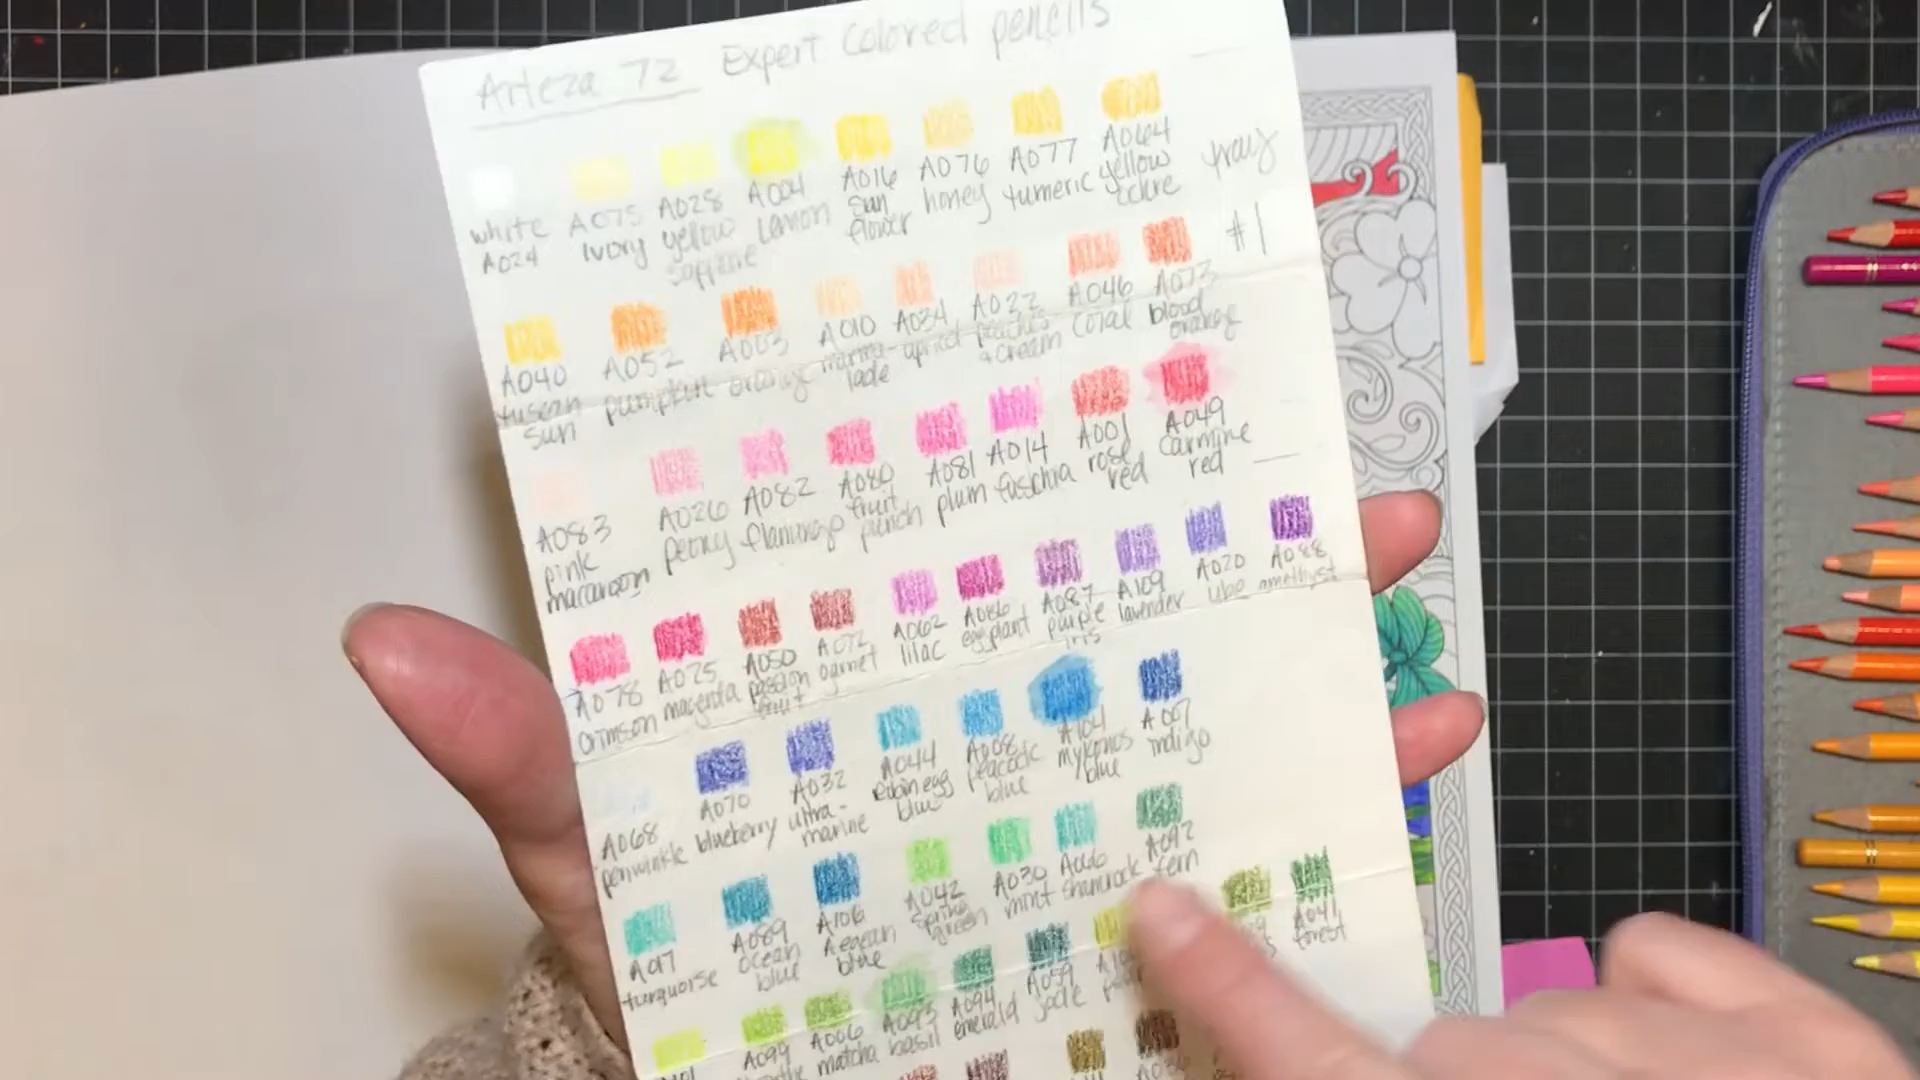 Arteza 72 Expert Colored pencils
white A024
A075 Ivory
A028 yellow
A004 Lemon
A016 sun flower
A076 honey
A077 tumeric
A064 yellow
tray #1
A040 tuscan sun
A052 pumpkin
A003 orange
A010 marma-lade
A034 apricot
A022 peaches & cream
A046 coral
A073 blood orange
A083 pink macaroon
A026 Peony
A082 flamingo
A080 fruit punch
A081 plum
A014 fuschia
A001 rose red
A049 Carmine red
A078 crimson
A025 magenta
A050 passion fruit
A072 garnet
A062 lilac
A086 eggplant
A087 purple iris
A109 lavender
A020 ube
A088 amethyst
A068 periwinkle
A070 blueberry
A032 ultra-marine
A044 Robin egg blue
A008 peacock blue
A104 mykonos blue
A007 indigo
A017 turquoise
A089 ocean blue
A106 Aegean blue
A042 Spring green
A030 mint
shamrock
A092 fern
A099
A006 matcha
A093 basil
A094 emerald
A059 jade
A041 forest